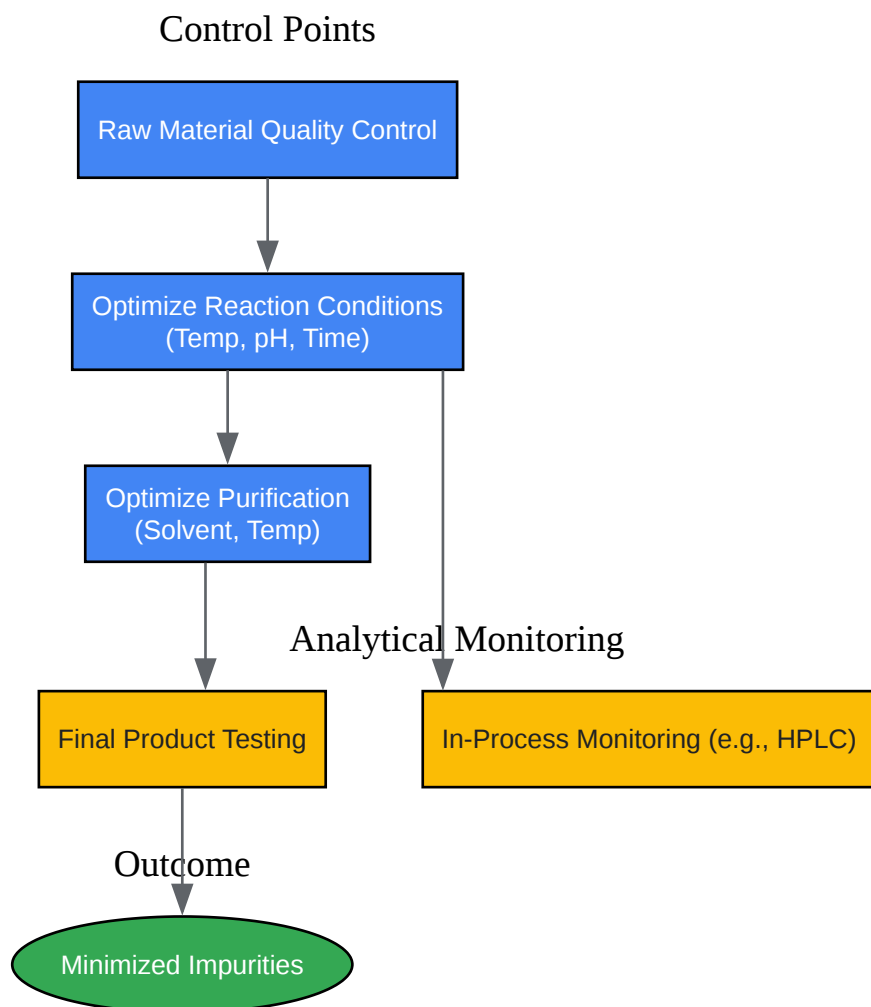 Control Points
Raw Material Quality Control
Optimize Reaction Conditions
(Temp, pH, Time)
Optimize Purification
(Solvent, Temp)
Analytical Monitoring
Final Product Testing
In-Process Monitoring (e.g., HPLC)
Outcome
Minimized Impurities